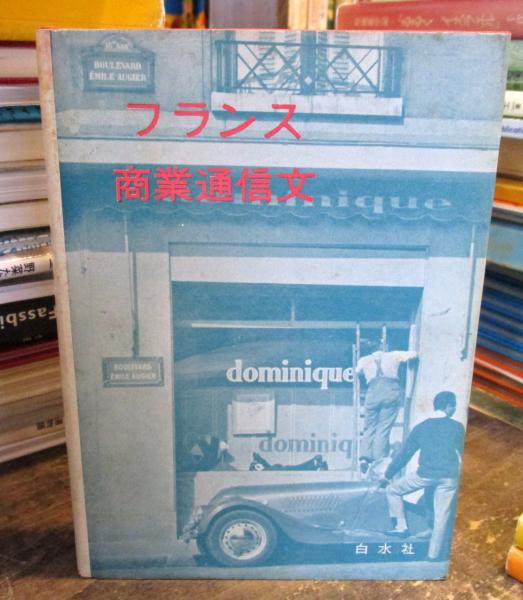 BOULEVARD
ÉMILE AUGIER
フランス
商業通信文
dominique
BOULEVARD
ÉMILE AUGIER
dominique
dominiq
白水社
Fassbi